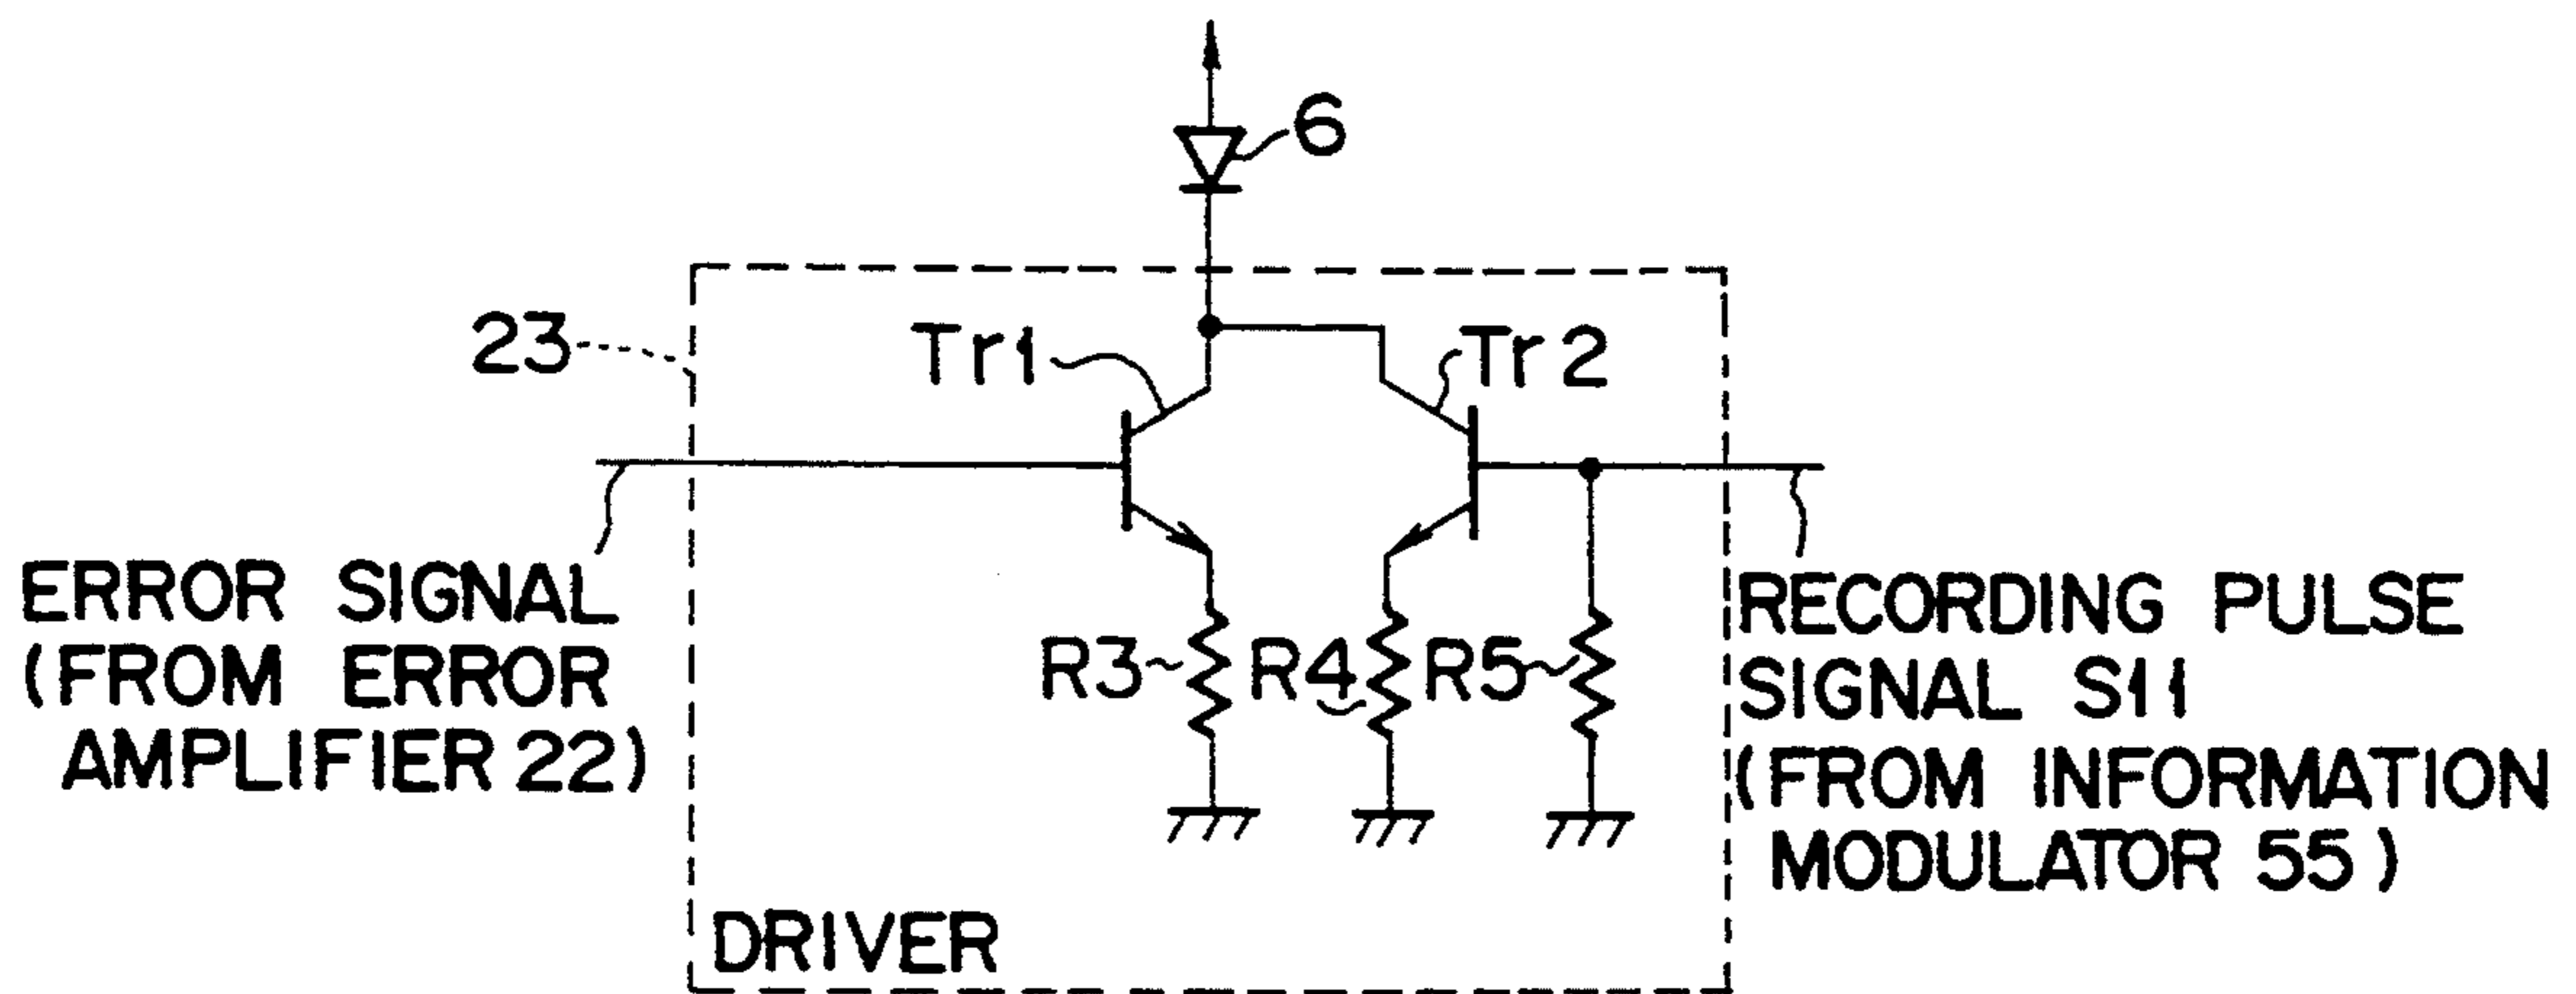 6
23
Tr1
Tr2
ERROR SIGNAL
(FROM ERROR
AMPLIFIER 22)
R3
R4
R5
RECORDING PULSE
SIGNAL S11
(FROM INFORMATION
MODULATOR 55)
DRIVER